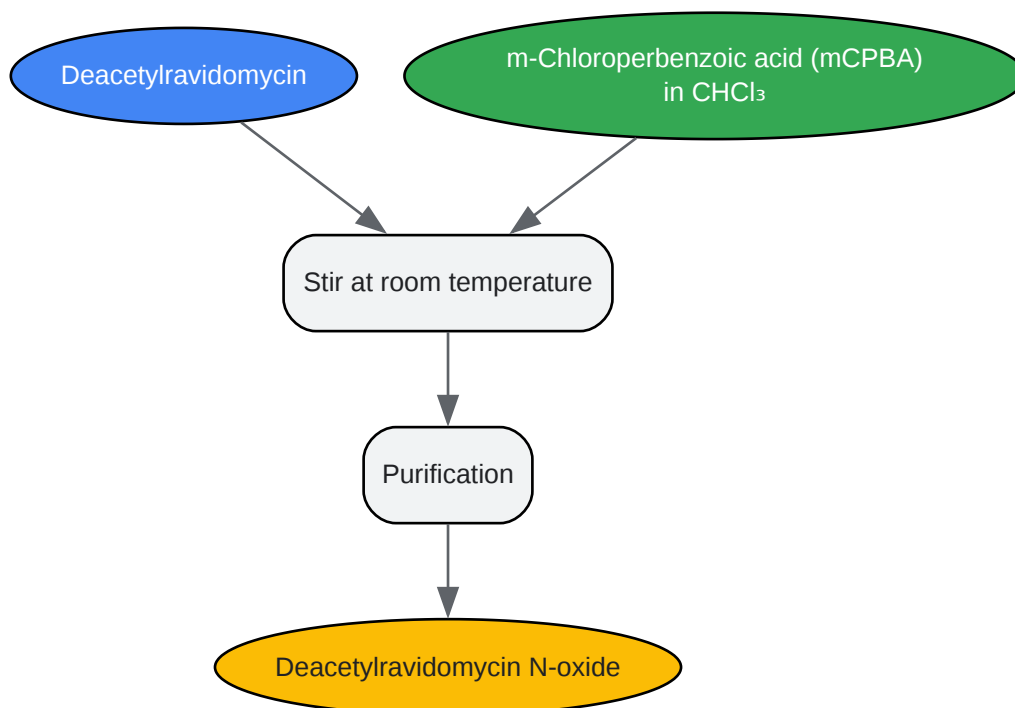 Deacetylravidomycin
m-Chloroperbenzoic acid (mCPBA)
in CHCl₃
Stir at room temperature
Purification
Deacetylravidomycin N-oxide